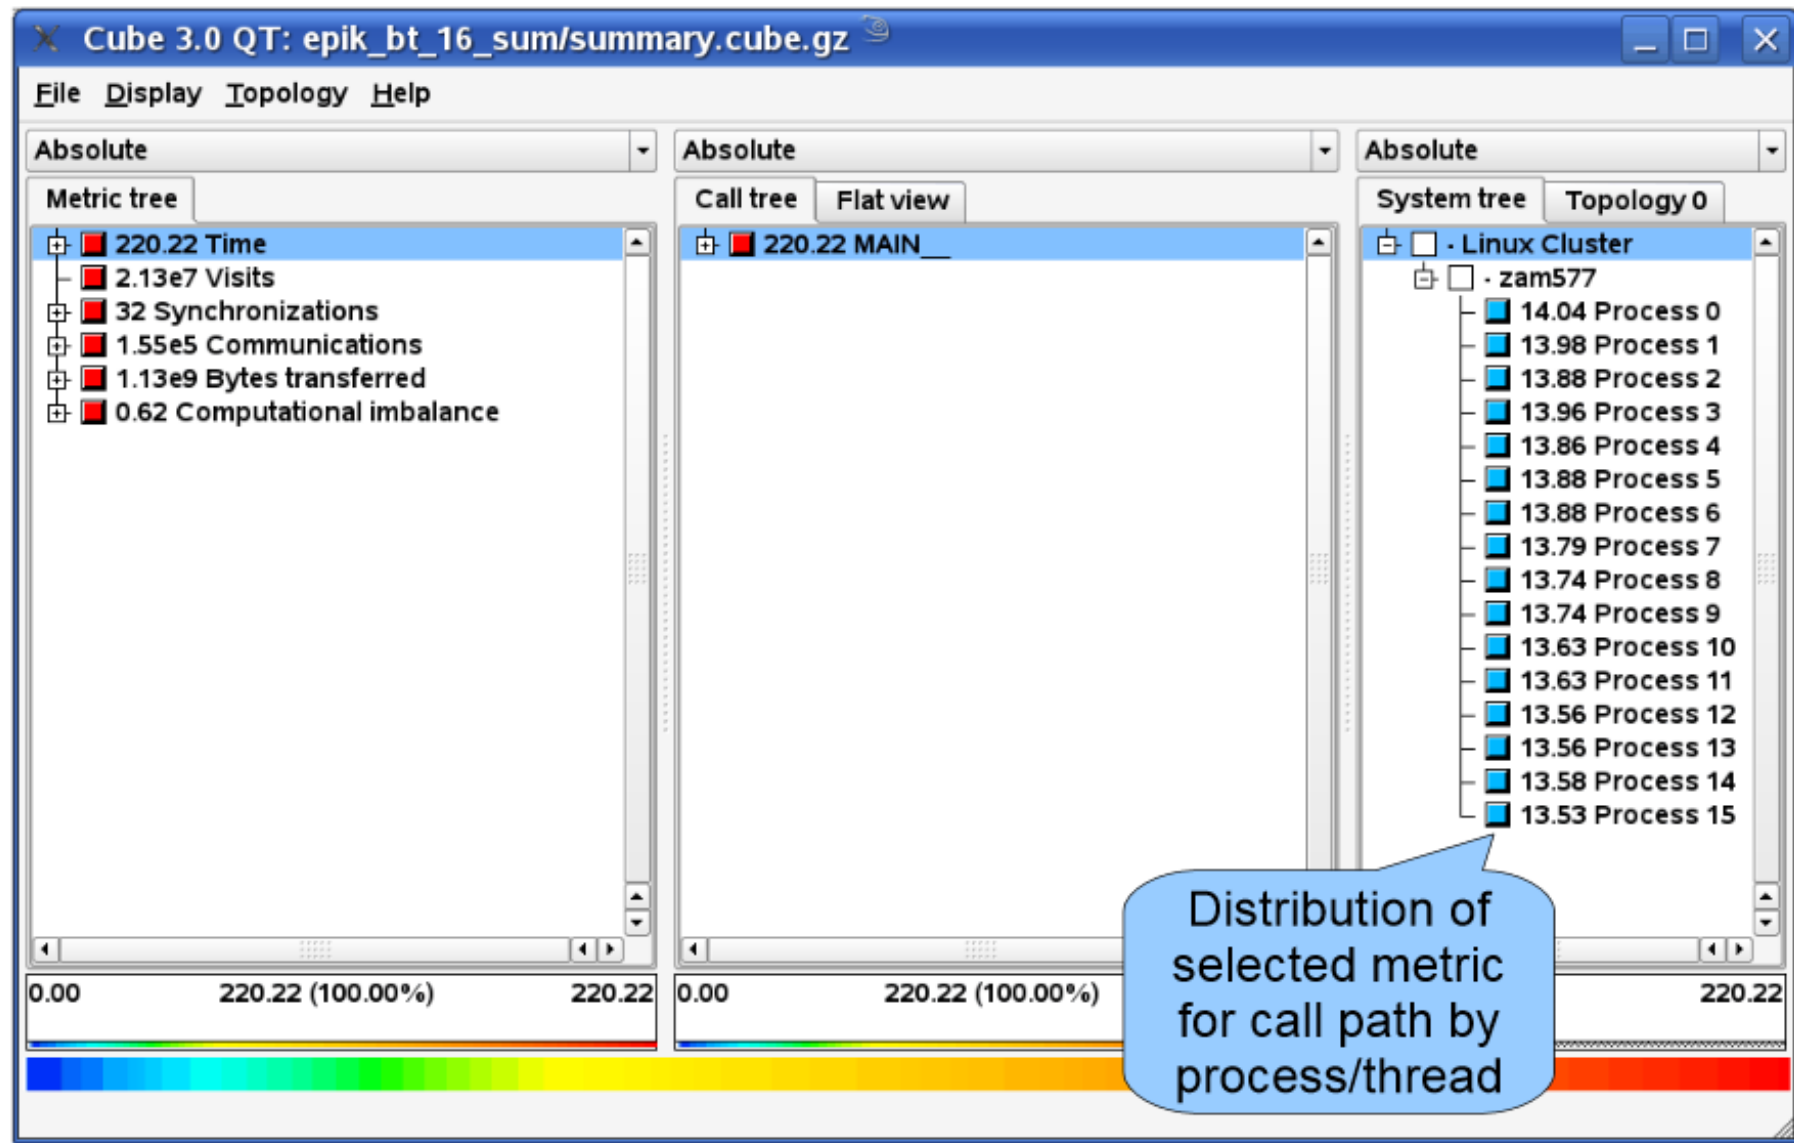 Cube 3.0 QT: epik_bt_16_sum/summary.cube.gz
File Display Topology Help
Absolute
Metric tree
220.22 Time
2.13e7 Visits
32 Synchronizations
1.55e5 Communications
1.13e9 Bytes transferred
0.62 Computational imbalance
0.00 220.22 (100.00%) 220.22
Absolute
Call tree Flat view
220.22 MAIN__
0.00 220.22 (100.00%)
Absolute
System tree Topology 0
- Linux Cluster
- zam577
14.04 Process 0
13.98 Process 1
13.88 Process 2
13.96 Process 3
13.86 Process 4
13.88 Process 5
13.88 Process 6
13.79 Process 7
13.74 Process 8
13.74 Process 9
13.63 Process 10
13.63 Process 11
13.56 Process 12
13.56 Process 13
13.58 Process 14
13.53 Process 15
220.22
Distribution of
selected metric
for call path by
process/thread